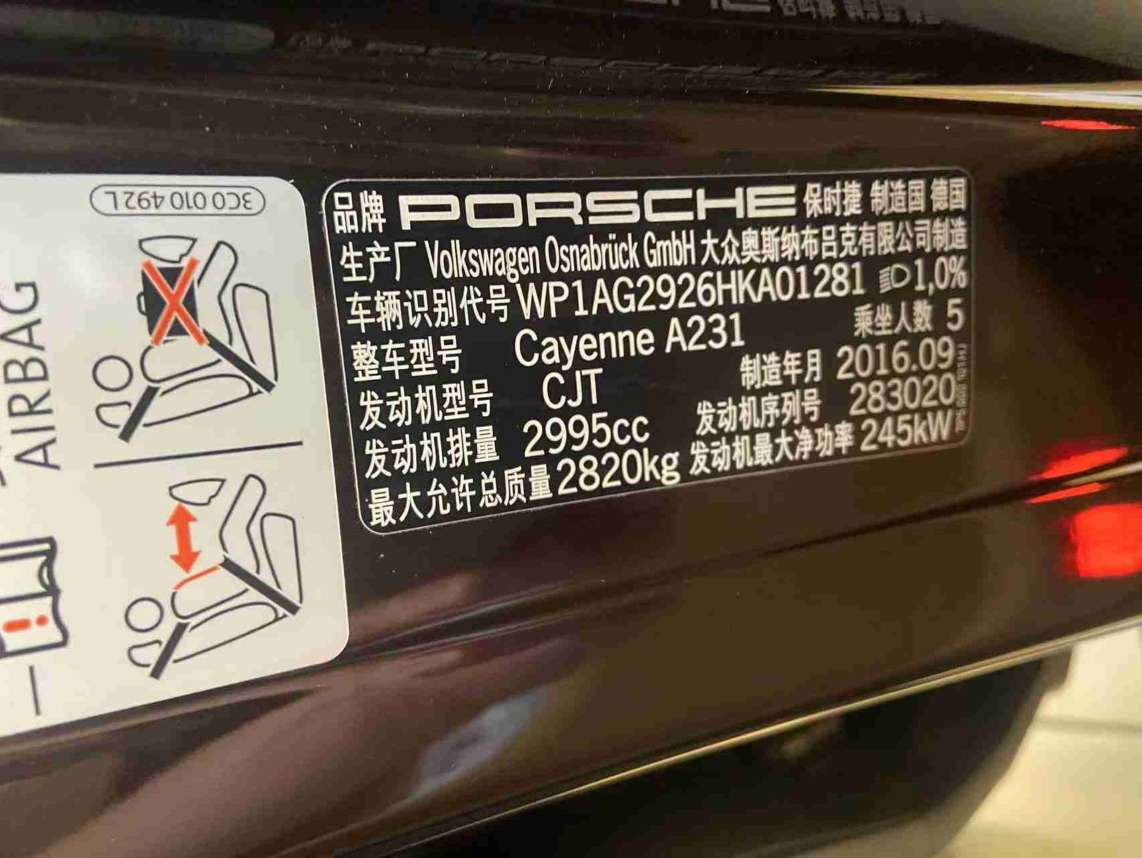 3C0 010 492 L
AIRBAG
品牌 PORSCHE 保时捷 制造国 德国
生产厂 Volkswagen Osnabrück GmbH 大众奥斯纳布吕克有限公司制造
车辆识别代号 WP1AG2926HKA01281 1,0%
整车型号 Cayenne A231 乘坐人数 5
发动机型号 CJT 制造年月 2016.09
发动机排量 2995cc 发动机序列号 283020
最大允许总质量 2820kg 发动机最大净功率 245kW